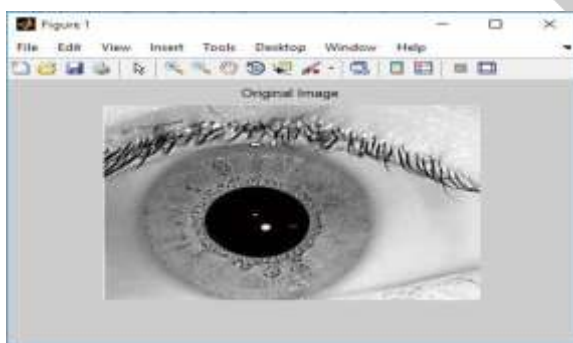 Figure 1
File Edit View Insert Tools Desktop Window Help
Original Image